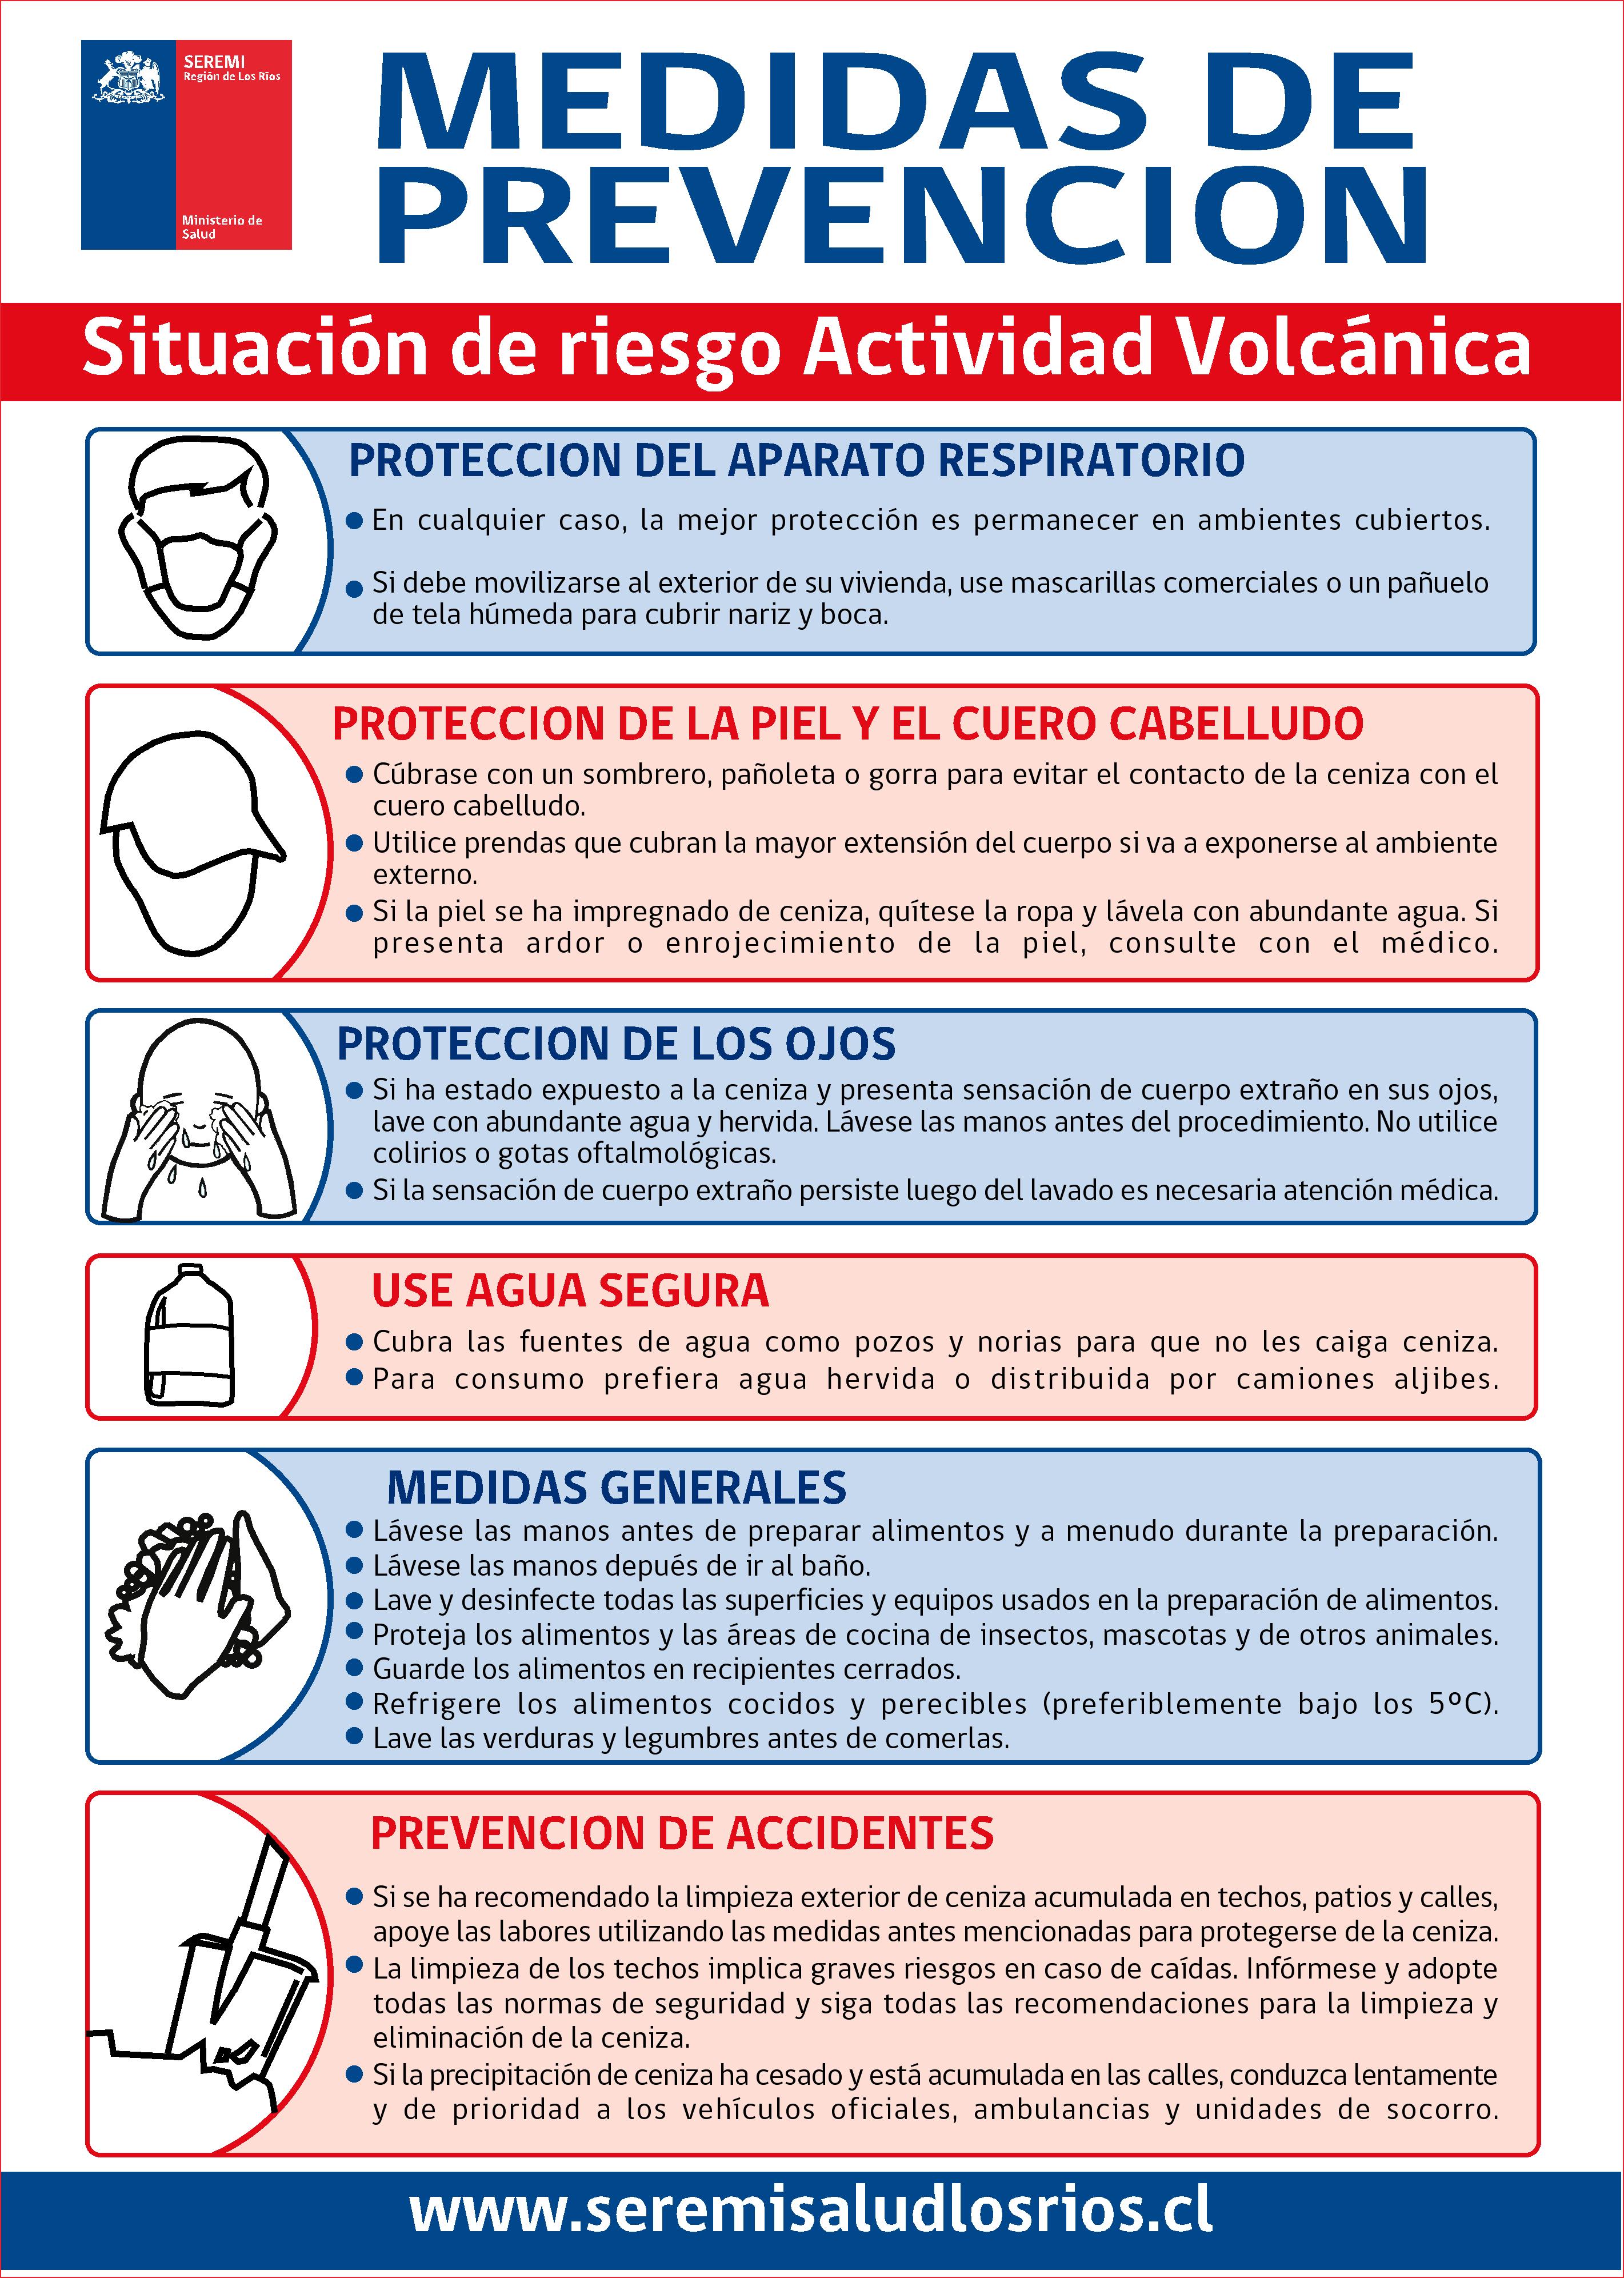 SEREMI
Región de Los Ríos
Ministerio de
Salud
MEDIDAS DE
PREVENCION
Situación de riesgo Actividad Volcánica
PROTECCION DEL APARATO RESPIRATORIO
En cualquier caso, la mejor protección es permanecer en ambientes cubiertos.
Si debe movilizarse al exterior de su vivienda, use mascarillas comerciales o un pañuelo
de tela húmeda para cubrir nariz y boca.
PROTECCION DE LA PIEL Y EL CUERO CABELLUDO
Cúbrase con un sombrero, pañoleta o gorra para evitar el contacto de la ceniza con el
cuero cabelludo.
Utilice prendas que cubran la mayor extensión del cuerpo si va a exponerse al ambiente
externo.
Si la piel se ha impregnado de ceniza, quítese la ropa y lávela con abundante agua. Si
presenta ardor o enrojecimiento de la piel, consulte con el médico.
PROTECCION DE LOS OJOS
Si ha estado expuesto a la ceniza y presenta sensación de cuerpo extraño en sus ojos,
lave con abundante agua y hervida. Lávese las manos antes del procedimiento. No utilice
colirios o gotas oftalmológicas.
Si la sensación de cuerpo extraño persiste luego del lavado es necesaria atención médica.
USE AGUA SEGURA
Cubra las fuentes de agua como pozos y norias para que no les caiga ceniza.
Para consumo prefiera agua hervida o distribuida por camiones aljibes.
MEDIDAS GENERALES
Lávese las manos antes de preparar alimentos y a menudo durante la preparación.
Lávese las manos depués de ir al baño.
Lave y desinfecte todas las superficies y equipos usados en la preparación de alimentos.
Proteja los alimentos y las áreas de cocina de insectos, mascotas y de otros animales.
Guarde los alimentos en recipientes cerrados.
Refrigere los alimentos cocidos y perecibles (preferiblemente bajo los 5ºC).
Lave las verduras y legumbres antes de comerlas.
PREVENCION DE ACCIDENTES
Si se ha recomendado la limpieza exterior de ceniza acumulada en techos, patios y calles,
apoye las labores utilizando las medidas antes mencionadas para protegerse de la ceniza.
La limpieza de los techos implica graves riesgos en caso de caídas. Infórmese y adopte
todas las normas de seguridad y siga todas las recomendaciones para la limpieza y
eliminación de la ceniza.
Si la precipitación de ceniza ha cesado y está acumulada en las calles, conduzca lentamente
y de prioridad a los vehículos oficiales, ambulancias y unidades de socorro.
www.seremisaludlosrios.cl